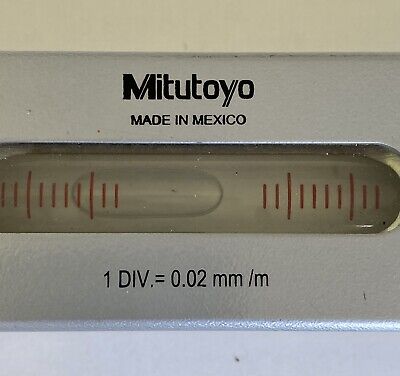 Mitutoyo
MADE IN MEXICO
1 DIV.= 0.02 mm /m